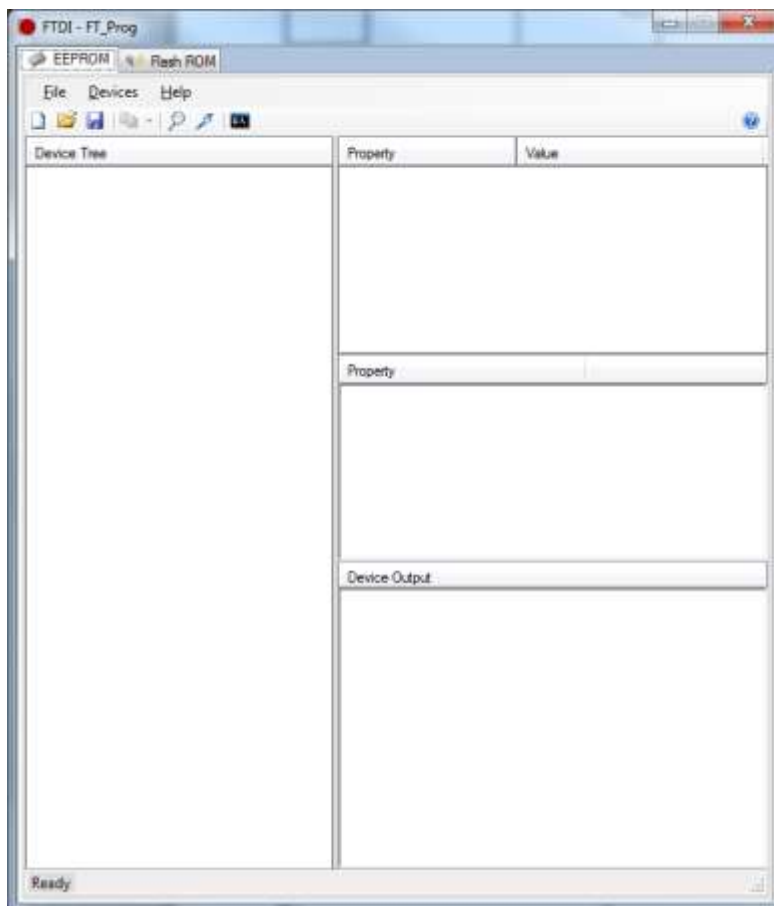 FTDI - FT_Prog
EEPROM Flash ROM
File Devices Help
Device Tree Property Value
Property
Device Output
Ready